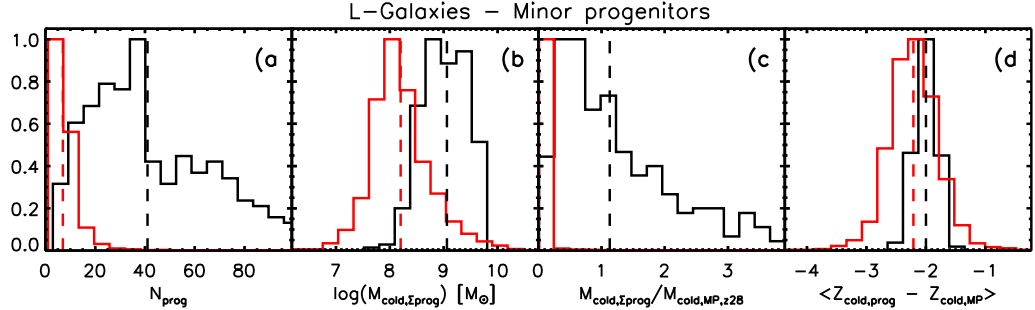 L-Galaxies - Minor progenitors
(a (b (c (d
1.0 0.8 0.6 0.4 0.2 0.0
0 20 40 60 80 7 8 9 10 0 1 2 3 -4 -3 -2 -1
N_prog log(M_cold,Σprog) [M_⊙] M_cold,Σprog/M_cold,MP,z28 <Z_cold,prog - Z_cold,MP>